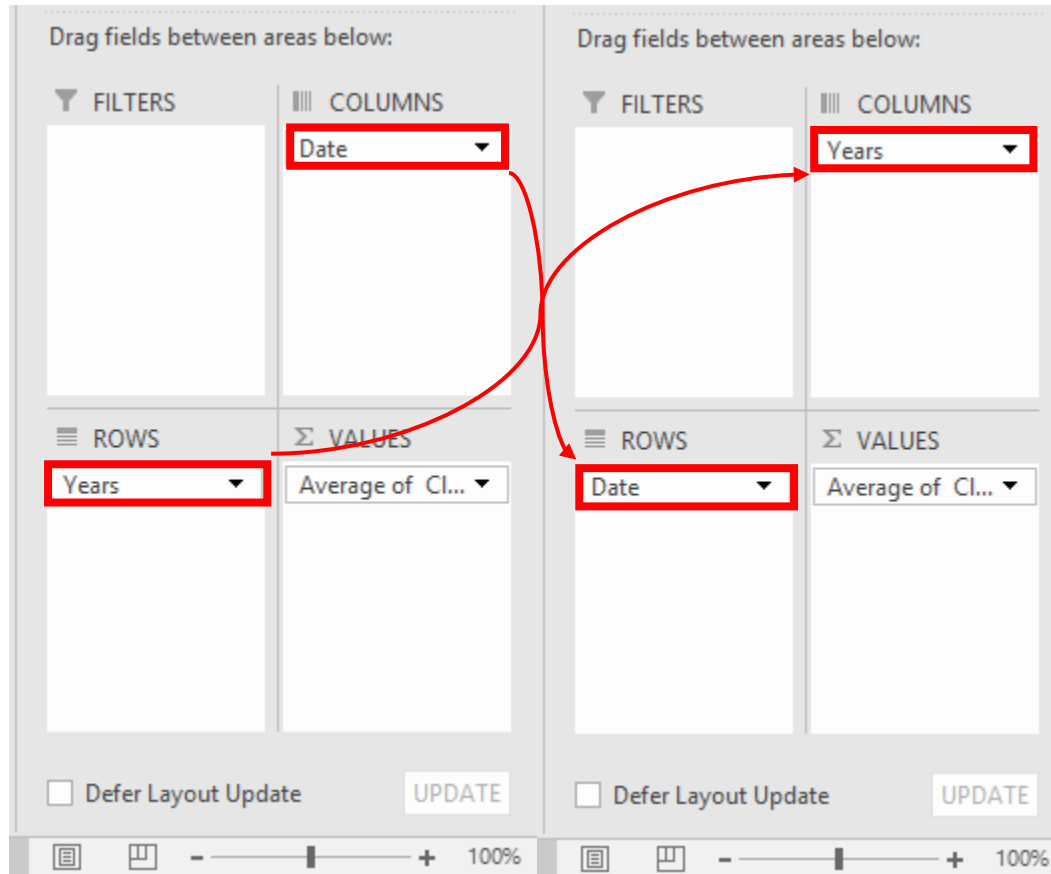 Drag fields between areas below:
FILTERS
COLUMNS
Date
ROWS
Σ VALUES
Years
Average of Cl...
Defer Layout Update
UPDATE
- + 100%
Drag fields between areas below:
FILTERS
COLUMNS
Years
ROWS
Σ VALUES
Date
Average of Cl...
Defer Layout Update
UPDATE
- + 100%